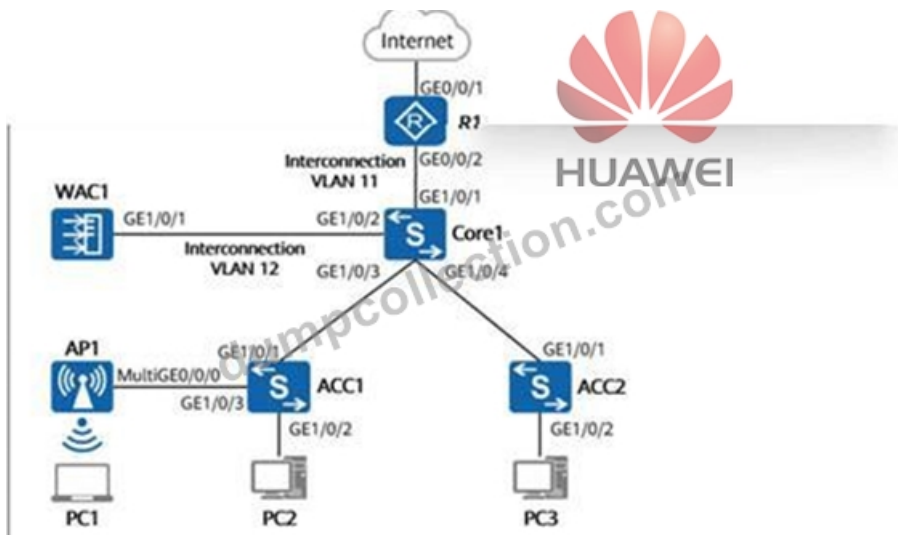 Internet
GE0/0/1
R
R1
Interconnection
VLAN 11
GE0/0/2
HUAWEI
WAC1
GE1/0/1
GE1/0/1
GE1/0/2
S
Core1
Interconnection
VLAN 12
GE1/0/3
GE1/0/4
dumpcollection.com
AP1
GE1/0/1
GE1/0/1
MultiGE0/0/0
S
ACC1
S
ACC2
GE1/0/3
GE1/0/2
GE1/0/2
PC1
PC2
PC3